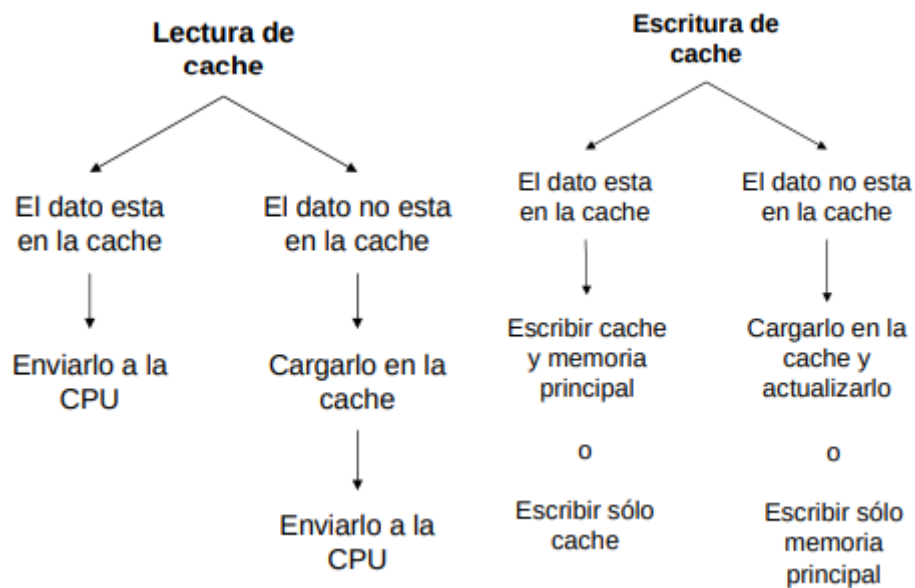 Lectura de
cache
El dato esta
en la cache
Enviarlo a la
CPU
El dato no esta
en la cache
Cargarlo en la
cache
Enviarlo a la
CPU
Escritura de
cache
El dato esta
en la cache
Escribir cache
y memoria
principal
o
Escribir sólo
cache
El dato no esta
en la cache
Cargarlo en la
cache y
actualizarlo
o
Escribir sólo
memoria
principal